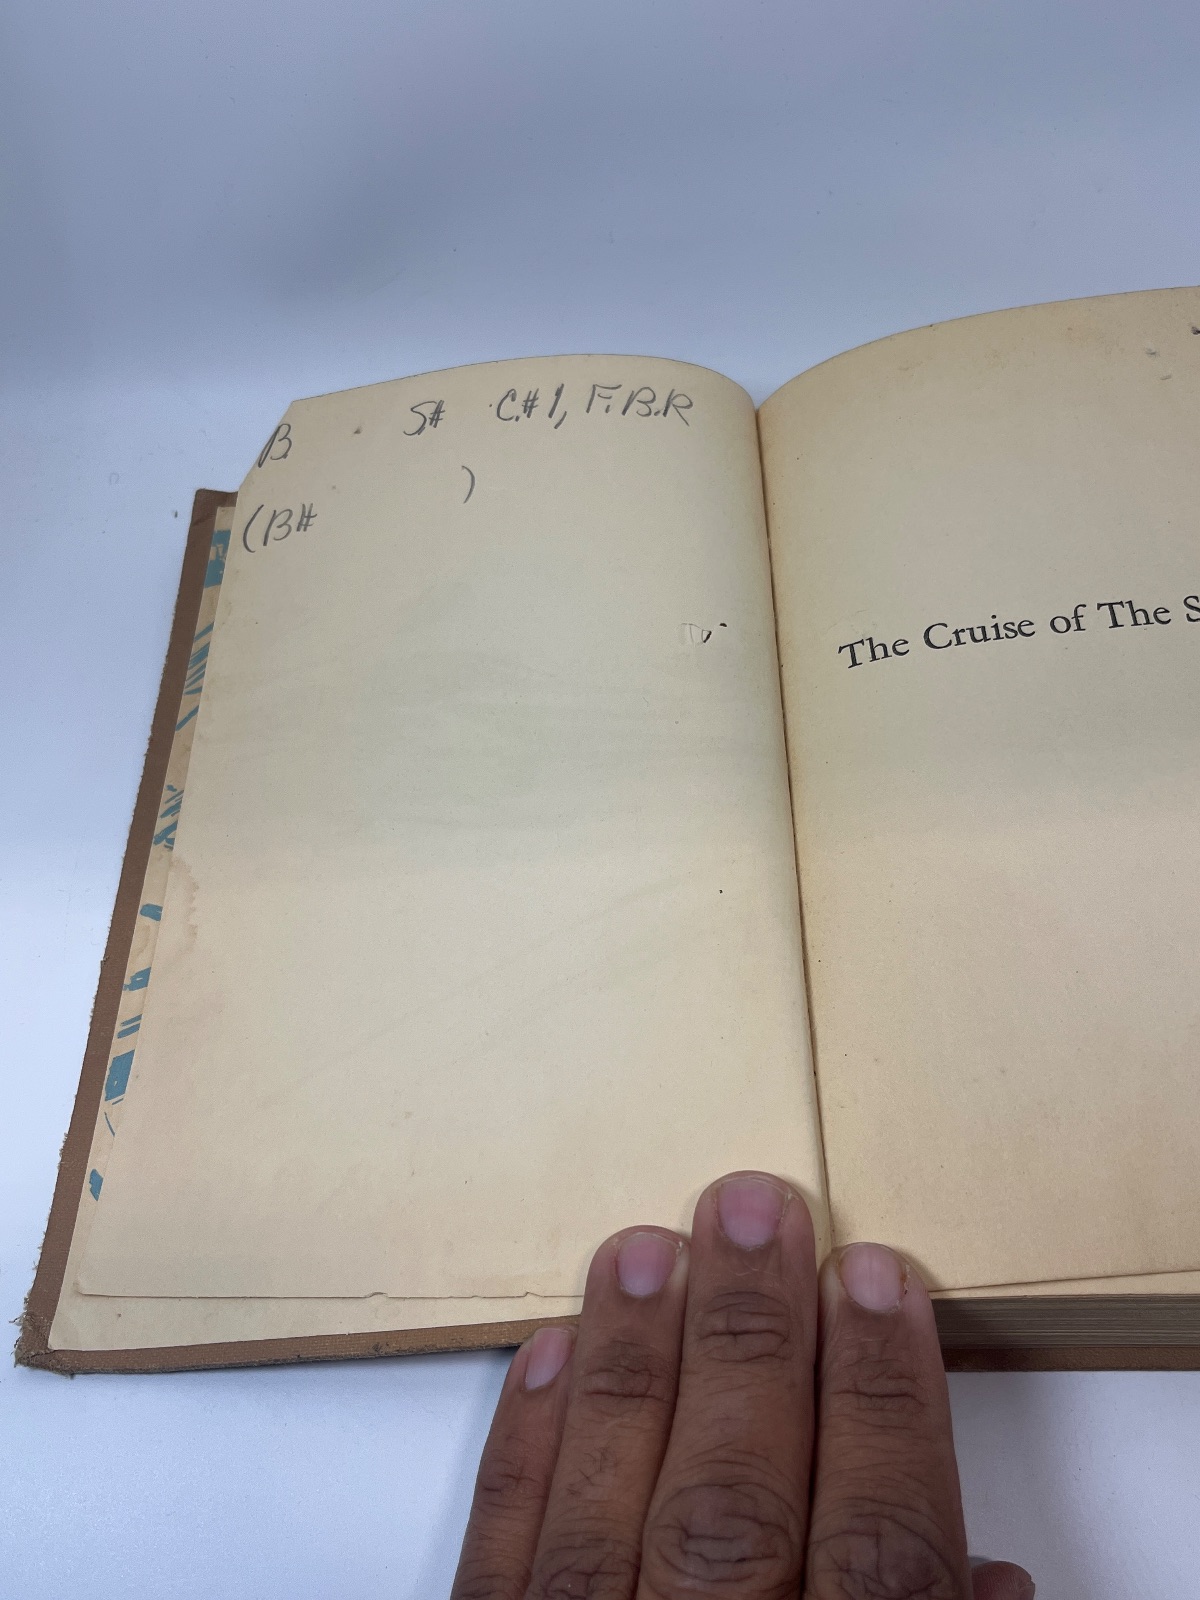 B. S# C.#1, F.B.R
(B# )
The Cruise of The S